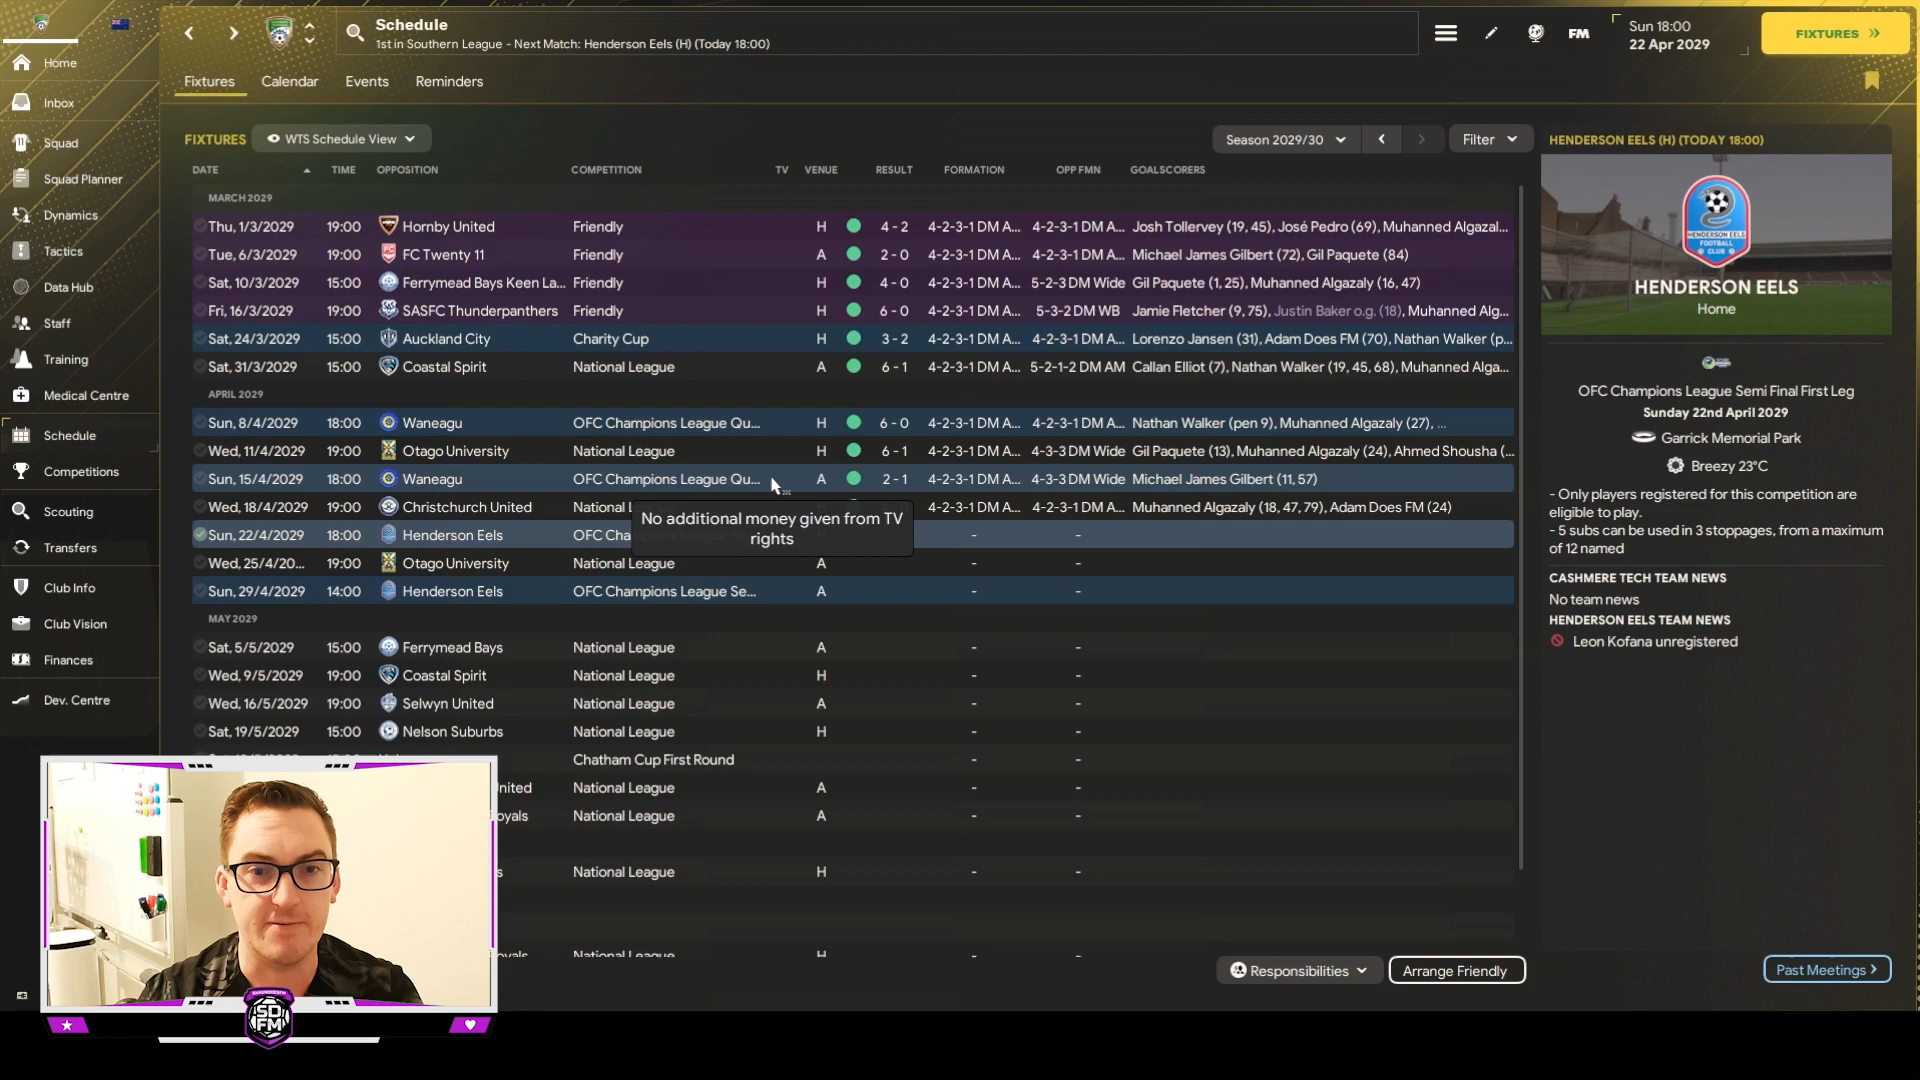 Schedule
1st in Southern League - Next Match: Henderson Eels (H) (Today 18:00)
FM
Sun 18:00
22 Apr 2029
FIXTURES
Home
Inbox
Squad
Squad Planner
Dynamics
Tactics
Data Hub
Staff
Training
Medical Centre
Schedule
Competitions
Scouting
Transfers
Club Info
Club Vision
Finances
Dev. Centre
Fixtures Calendar Events Reminders
FIXTURES WTS Schedule View Season 2029/30 Filter
DATE TIME OPPOSITION COMPETITION TV VENUE RESULT FORMATION OPP FMN GOALSCORERS
MARCH 2029
Thu, 1/3/2029 19:00 Hornby United Friendly H 4 - 2 4-2-3-1 DM A... 4-2-3-1 DM A... Josh Tollervey (19, 45), José Pedro (69), Muhanned Algazal...
Tue, 6/3/2029 19:00 FC Twenty 11 Friendly A 2 - 0 4-2-3-1 DM A... 4-2-3-1 DM A... Michael James Gilbert (72), Gil Paquete (84)
Sat, 10/3/2029 15:00 Ferrymead Bays Keen La... Friendly H 4 - 0 4-2-3-1 DM A... 5-2-3 DM Wide Gil Paquete (1, 25), Muhanned Algazaly (16, 47)
Fri, 16/3/2029 19:00 SASFC Thunderpanthers Friendly H 6 - 0 4-2-3-1 DM A... 5-3-2 DM WB Jamie Fletcher (9, 75), Justin Baker o.g. (18), Muhanned Alg...
Sat, 24/3/2029 15:00 Auckland City Charity Cup H 3 - 2 4-2-3-1 DM A... 4-2-3-1 DM A... Lorenzo Jansen (31), Adam Does FM (70), Nathan Walker (p...
Sat, 31/3/2029 15:00 Coastal Spirit National League A 6 - 1 4-2-3-1 DM A... 5-2-1-2 DM AM Callan Elliot (7), Nathan Walker (19, 45, 68), Muhanned Alga...
APRIL 2029
Sun, 8/4/2029 18:00 Waneagu OFC Champions League Qu... H 6 - 0 4-2-3-1 DM A... 4-2-3-1 DM A... Nathan Walker (pen 9), Muhanned Algazaly (27), ...
Wed, 11/4/2029 19:00 Otago University National League H 6 - 1 4-2-3-1 DM A... 4-3-3 DM Wide Gil Paquete (13), Muhanned Algazaly (24), Ahmed Shousha (...
Sun, 15/4/2029 18:00 Waneagu OFC Champions League Qu... A 2 - 1 4-2-3-1 DM A... 4-3-3 DM Wide Michael James Gilbert (11, 57)
Wed, 18/4/2029 19:00 Christchurch United Nationa 4-2-3-1 DM A... 4-2-3-1 DM A... Muhanned Algazaly (18, 47, 79), Adam Does FM (24)
No additional money given from TV
rights
Sun, 22/4/2029 18:00 Henderson Eels OFC Cha - -
Wed, 25/4/20... 19:00 Otago University National League A - -
Sun, 29/4/2029 14:00 Henderson Eels OFC Champions League Se... A - -
MAY 2029
Sat, 5/5/2029 15:00 Ferrymead Bays National League A - -
Wed, 9/5/2029 19:00 Coastal Spirit National League H - -
Wed, 16/5/2029 19:00 Selwyn United National League A - -
Sat, 19/5/2029 15:00 Nelson Suburbs National League H - -
Chatham Cup First Round - -
nited National League A - -
oyals National League A - -
s National League H - -
oyals National League H - -
Responsibilities Arrange Friendly
HENDERSON EELS (H) (TODAY 18:00)
HENDERSON EELS
FOOTBALL
CLUB
HENDERSON EELS
Home
OFC Champions League Semi Final First Leg
Sunday 22nd April 2029
Garrick Memorial Park
Breezy 23°C
- Only players registered for this competition are
eligible to play.
- 5 subs can be used in 3 stoppages, from a maximum
of 12 named
CASHMERE TECH TEAM NEWS
No team news
HENDERSON EELS TEAM NEWS
Leon Kofana unregistered
Past Meetings
SD
FM